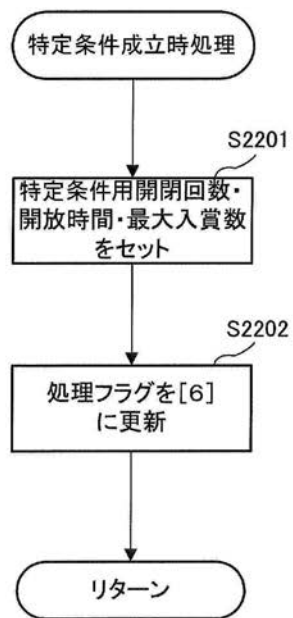 特定条件成立時処理
S2201
特定条件用開閉回数・
開放時間・最大入賞数
をセット
S2202
処理フラグを[6]
に更新
リターン